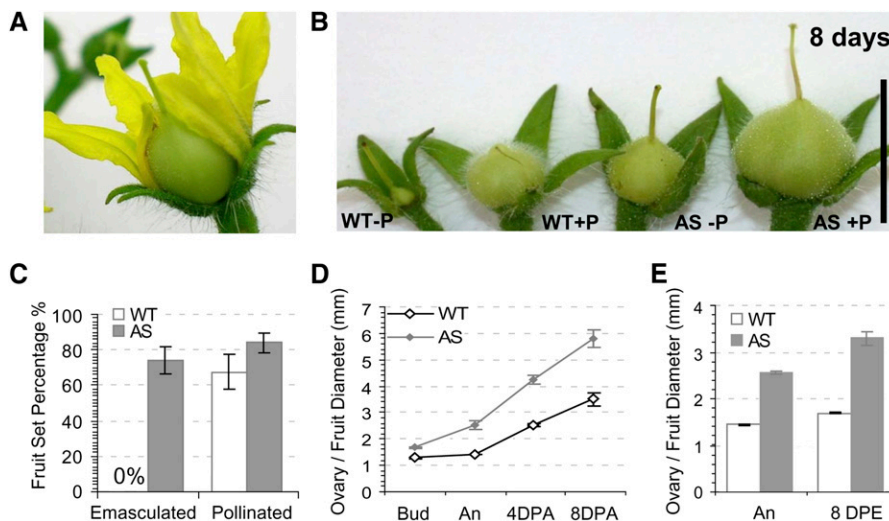 A
B
8 days
WT-P
WT+P
AS -P
AS +P
C
Fruit Set Percentage %
100
80
60
40
20
0
WT
AS
0%
Emasculated Pollinated
D
Ovary / Fruit Diameter (mm)
7
6
5
4
3
2
1
0
WT
AS
Bud An 4DPA 8DPA
E
Ovary / Fruit Diameter (mm)
4
3
2
1
0
WT
AS
An 8 DPE